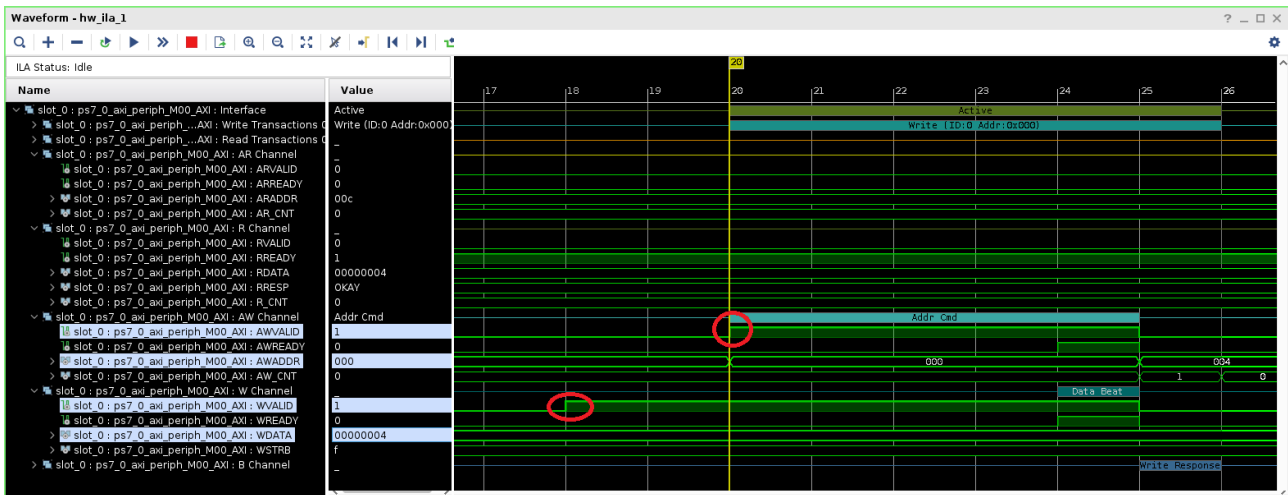 Waveform - hw_ila_1
ILA Status: Idle
20
Name Value 17 18 19 20 21 22 23 24 25 26
slot_0 : ps7_0_axi_periph_M00_AXI : Interface Active Active
slot_0 : ps7_0_axi_periph_...AXI : Write Transactions Write (ID:0 Addr:0x000) Write (ID:0 Addr:0x000)
slot_0 : ps7_0_axi_periph_...AXI : Read Transactions _
slot_0 : ps7_0_axi_periph_M00_AXI : AR Channel _
slot_0 : ps7_0_axi_periph_M00_AXI : ARVALID 0
slot_0 : ps7_0_axi_periph_M00_AXI : ARREADY 0
slot_0 : ps7_0_axi_periph_M00_AXI : ARADDR 00c
slot_0 : ps7_0_axi_periph_M00_AXI : AR_CNT 0
slot_0 : ps7_0_axi_periph_M00_AXI : R Channel _
slot_0 : ps7_0_axi_periph_M00_AXI : RVALID 0
slot_0 : ps7_0_axi_periph_M00_AXI : RREADY 1
slot_0 : ps7_0_axi_periph_M00_AXI : RDATA 00000004
slot_0 : ps7_0_axi_periph_M00_AXI : RRESP OKAY
slot_0 : ps7_0_axi_periph_M00_AXI : R_CNT 0
slot_0 : ps7_0_axi_periph_M00_AXI : AW Channel Addr Cmd Addr Cmd
slot_0 : ps7_0_axi_periph_M00_AXI : AWVALID 1
slot_0 : ps7_0_axi_periph_M00_AXI : AWREADY 0
slot_0 : ps7_0_axi_periph_M00_AXI : AWADDR 000 000 004
slot_0 : ps7_0_axi_periph_M00_AXI : AW_CNT 0 1 0
slot_0 : ps7_0_axi_periph_M00_AXI : W Channel _ Data Beat
slot_0 : ps7_0_axi_periph_M00_AXI : WVALID 1
slot_0 : ps7_0_axi_periph_M00_AXI : WREADY 0
slot_0 : ps7_0_axi_periph_M00_AXI : WDATA 00000004
slot_0 : ps7_0_axi_periph_M00_AXI : WSTRB f
slot_0 : ps7_0_axi_periph_M00_AXI : B Channel _ Write Response